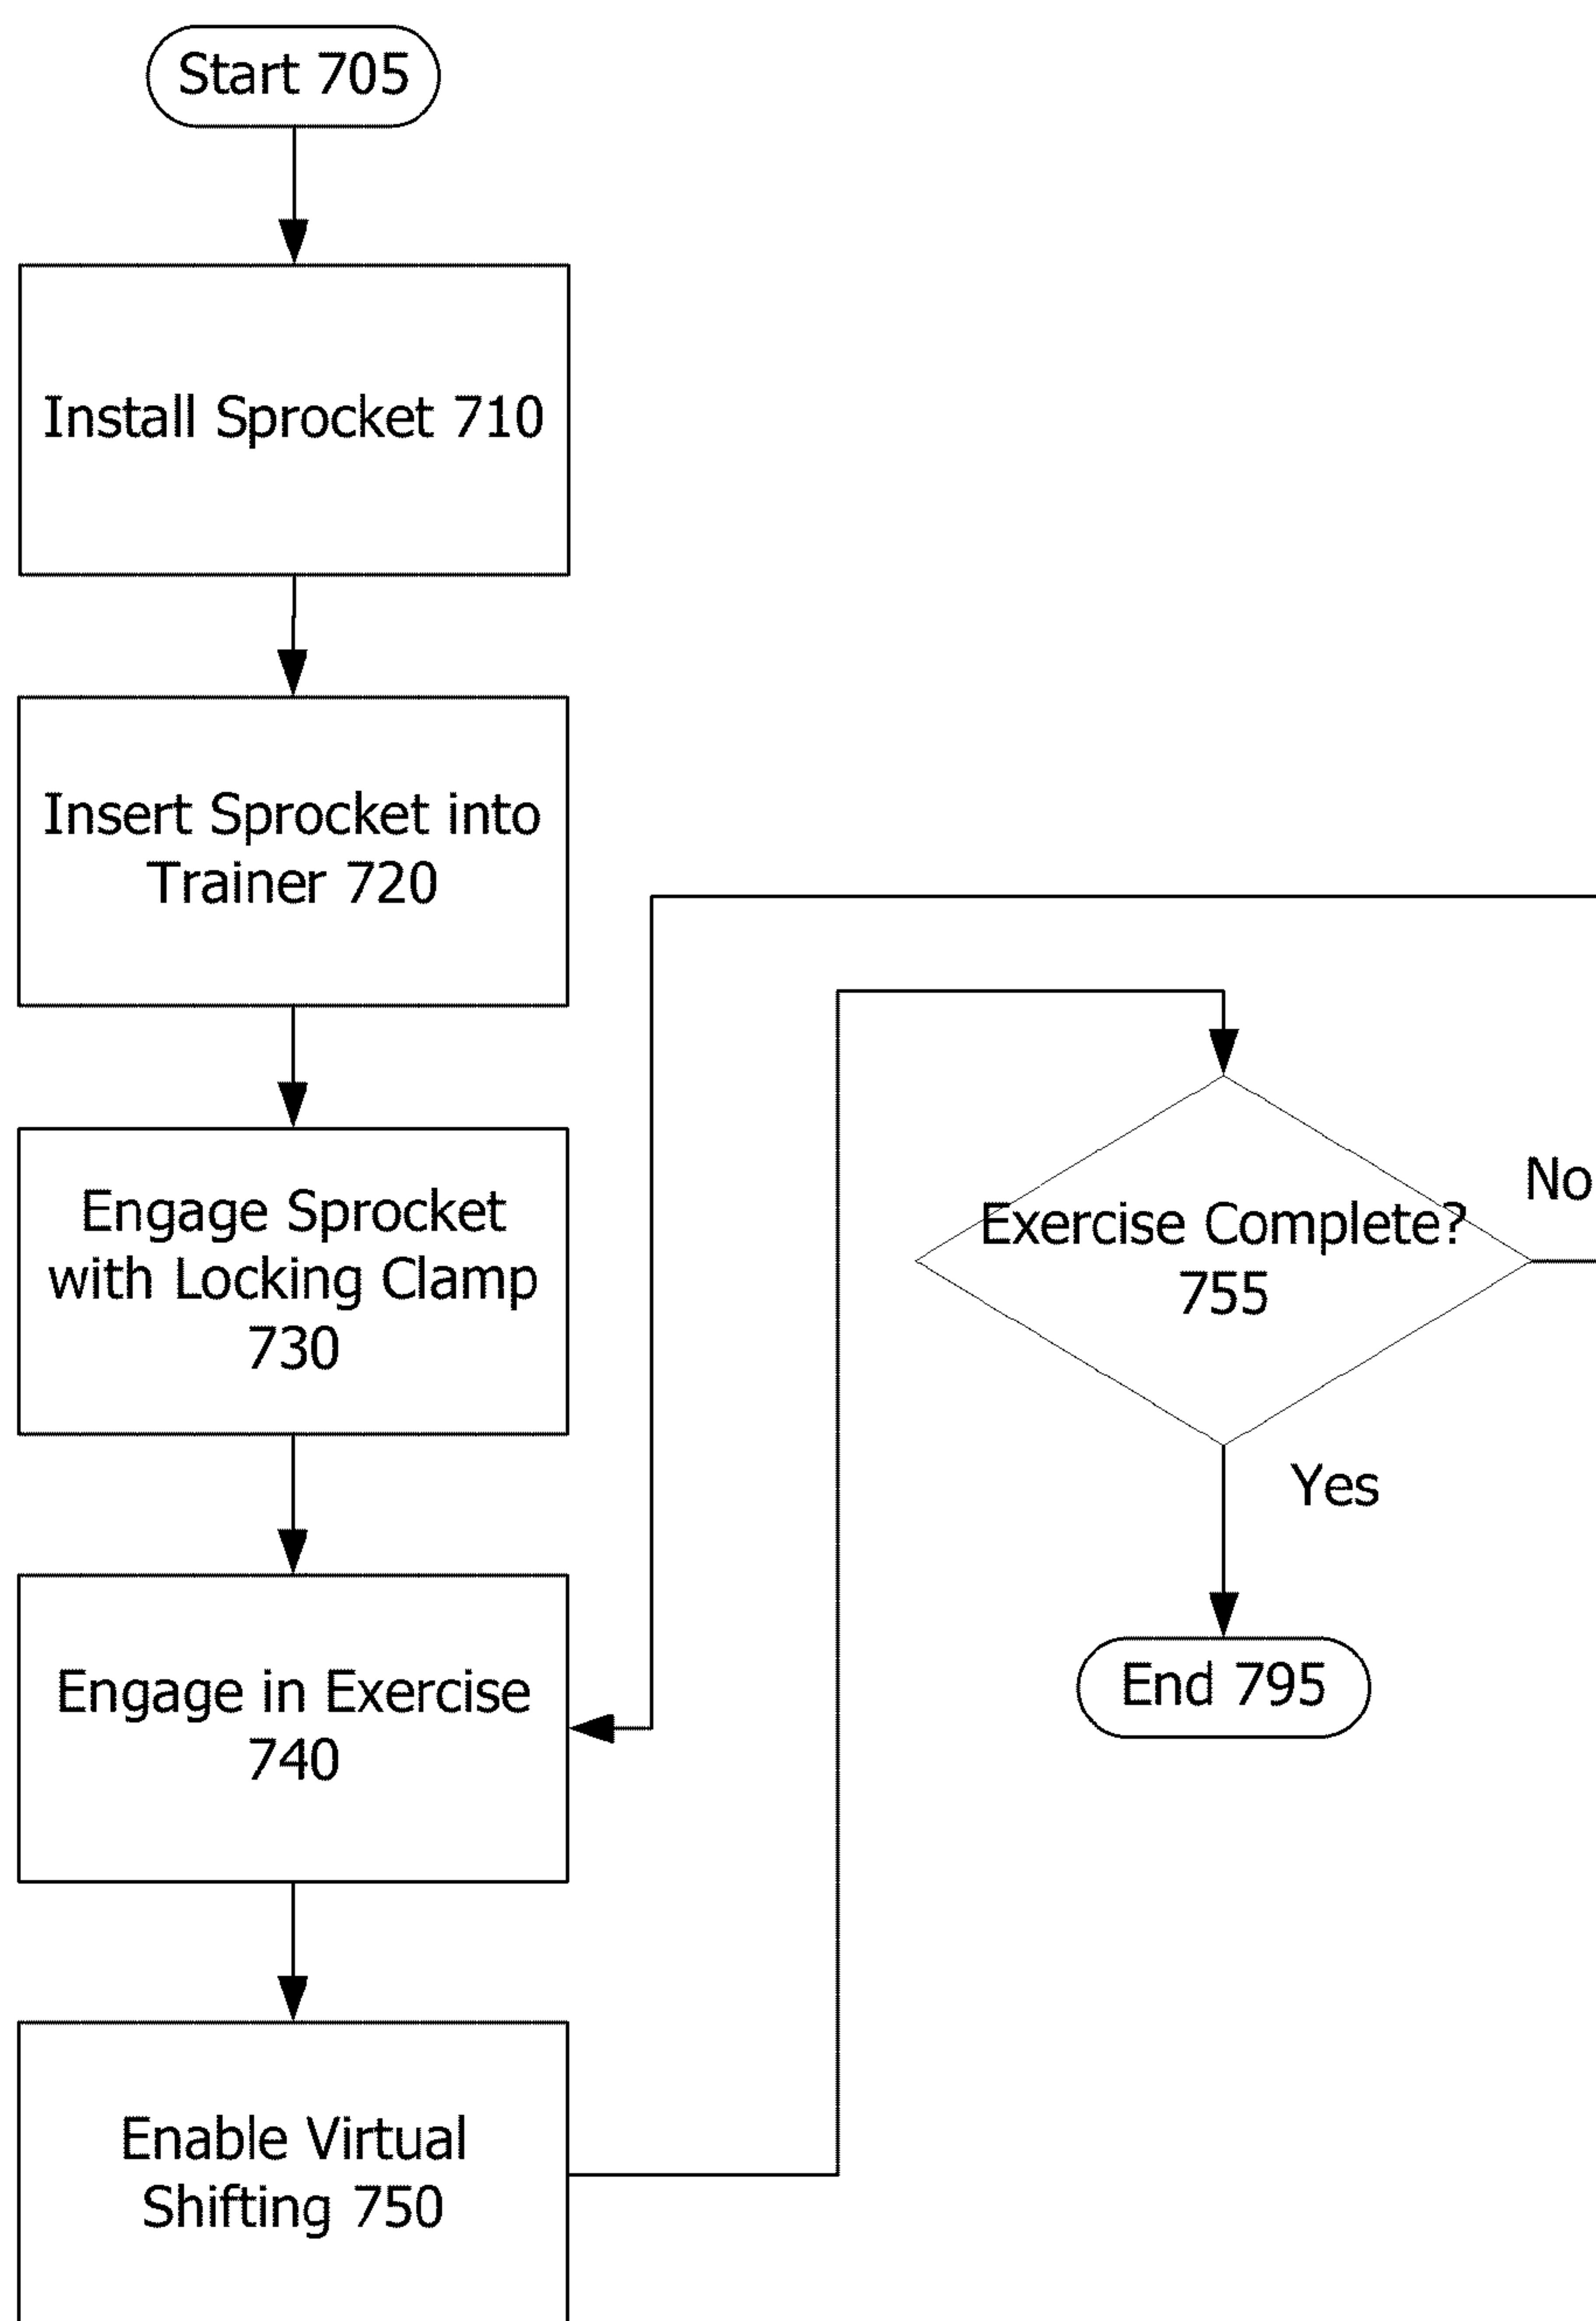 Start 705
Install Sprocket 710
Insert Sprocket into
Trainer 720
Engage Sprocket
with Locking Clamp
730
Engage in Exercise
740
Enable Virtual
Shifting 750
Exercise Complete?
755
No
Yes
End 795